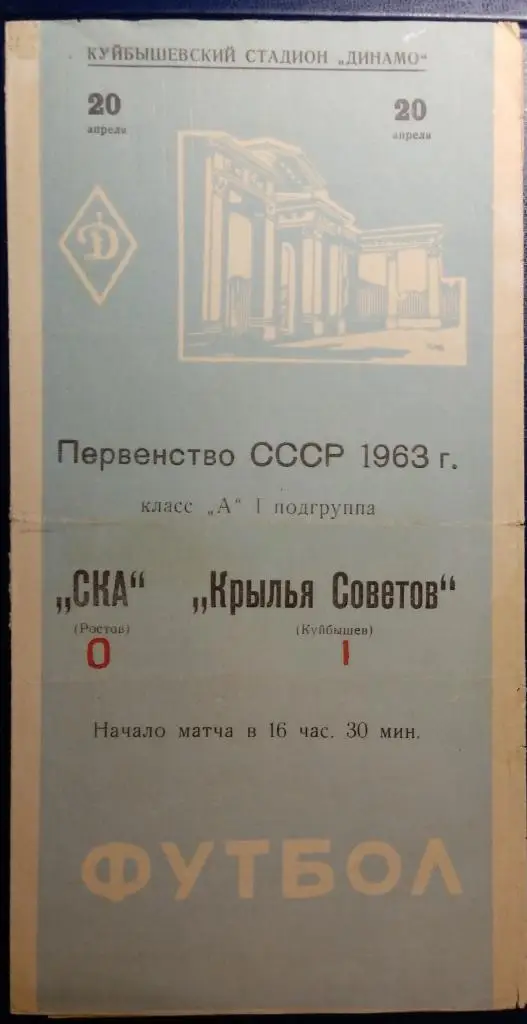 КУЙБЫШЕВСКИЙ СТАДИОН „ДИНАМО“
20 20
апреля апреля
Д
Первенство СССР 1963 г.
класс „А“ I подгруппа
„СКА“ „Крылья Советов“
(Ростов) (Куйбышев)
0 1
Начало матча в 16 час. 30 мин.
ФУТБОЛ